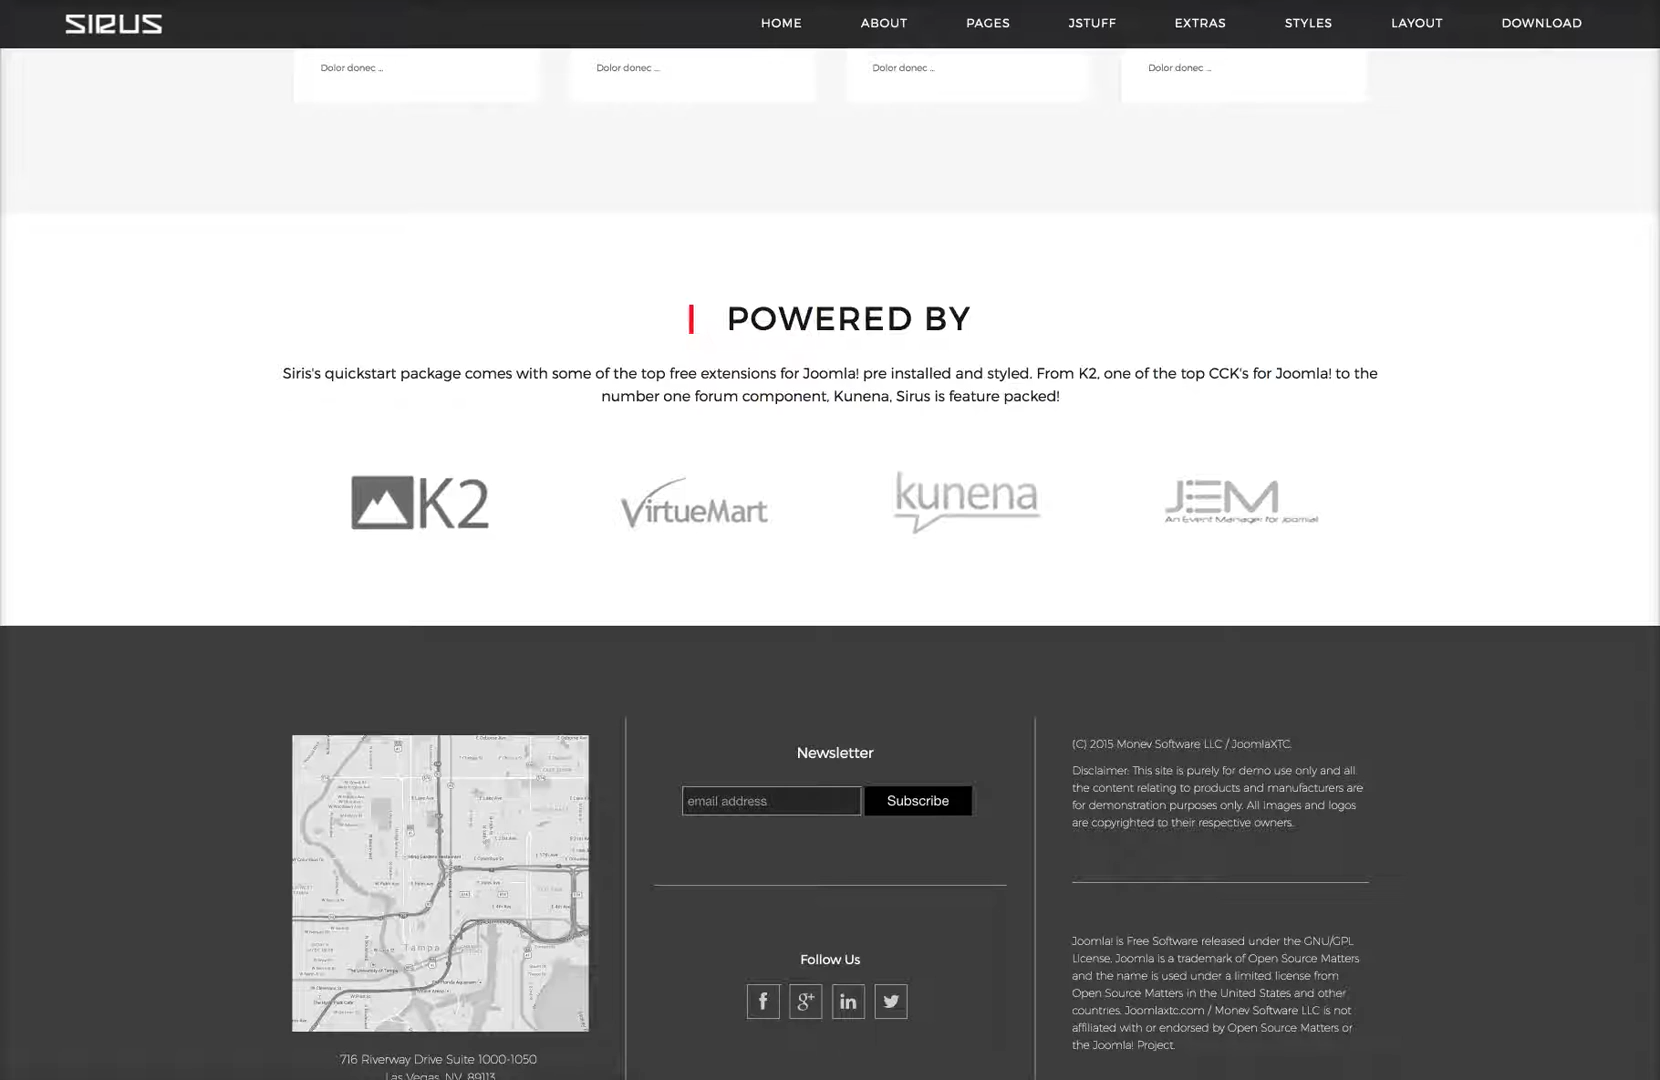 SIRUS
HOME ABOUT PAGES JSTUFF EXTRAS STYLES LAYOUT DOWNLOAD
Dolor donec ... Dolor donec ... Dolor donec ... Dolor donec ...
POWERED BY
Siris's quickstart package comes with some of the top free extensions for Joomla! pre installed and styled. From K2, one of the top CCK's for Joomla! to the
number one forum component, Kunena, Sirus is feature packed!
K2
VirtueMart
kunena
JEM
An Event Manager for joomla!
Tampa
716 Riverway Drive Suite 1000-1050
Las Vegas, NV, 89113
Newsletter
email address
Subscribe
Follow Us
(C) 2015 Monev Software LLC / JoomlaXTC.
Disclaimer: This site is purely for demo use only and all
the content relating to products and manufacturers are
for demonstration purposes only. All images and logos
are copyrighted to their respective owners.
Joomla! is Free Software released under the GNU/GPL
License, Joomla is a trademark of Open Source Matters
and the name is used under a limited license from
Open Source Matters in the United States and other
countries. Joomlaxtc.com / Monev Software LLC is not
affiliated with or endorsed by Open Source Matters or
the Joomla! Project.